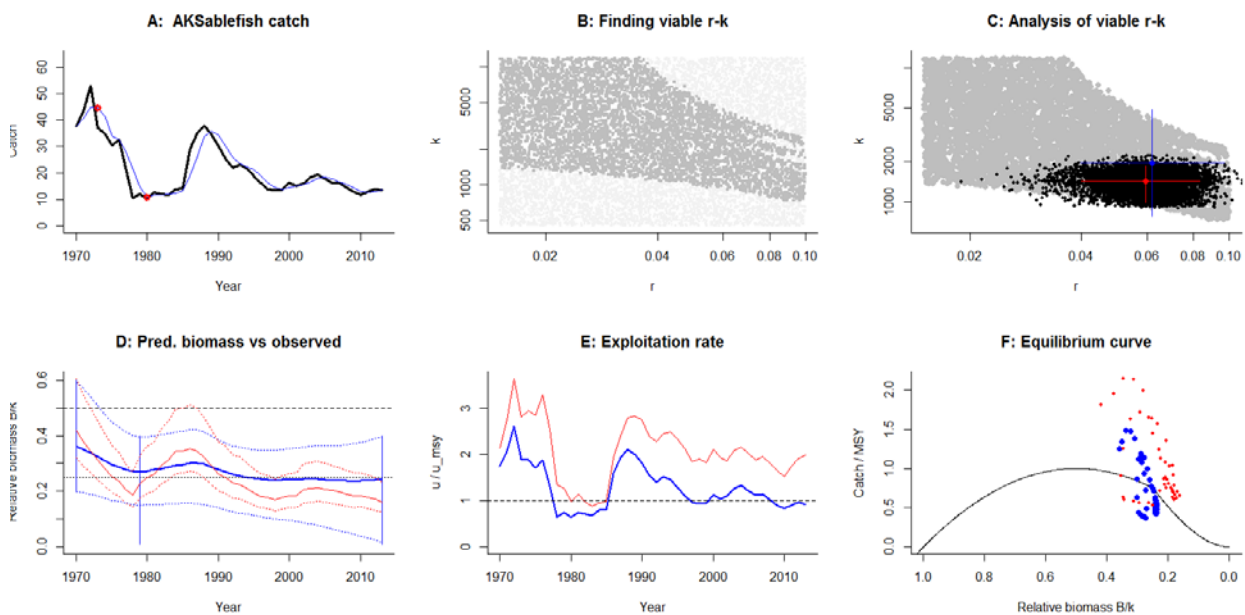 A: AKSablefish catch
Catch
60
50
40
30
20
10
0
1970 1980 1990 2000 2010
Year
B: Finding viable r-k
k
5000
1000
500
0.02 0.04 0.06 0.10
r
C: Analysis of viable r-k
k
5000
2000
1000
0.02 0.04 0.06 0.08 0.10
r
D: Pred. biomass vs observed
Relative biomass B/k
0.6
0.4
0.2
0.0
1970 1980 1990 2000 2010
Year
E: Exploitation rate
u / u_msy
3
2
1
0
1970 1980 1990 2000 2010
Year
F: Equilibrium curve
Catch / MSY
2.0
1.5
1.0
0.5
0.0
1.0 0.8 0.6 0.4 0.2 0.0
Relative biomass B/k